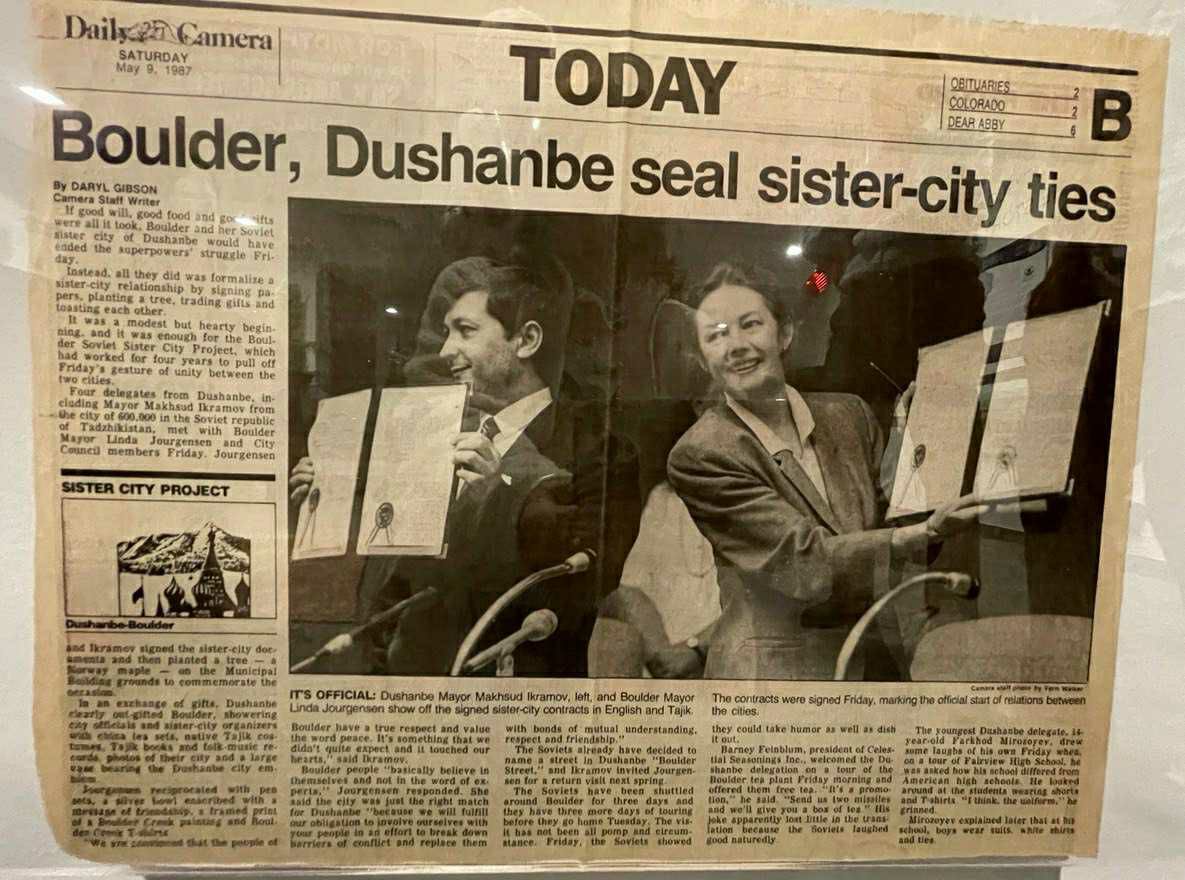 Daily Camera
SATURDAY
May 9, 1987
TODAY
OBITUARIES 2
COLORADO 2
DEAR ABBY 6
B
Boulder, Dushanbe seal sister-city ties
By DARYL GIBSON
Camera Staff Writer
If good will, good food and good gifts
were all it took, Boulder and her Soviet
sister city of Dushanbe would have
ended the superpowers' struggle Fri-
day.
Instead, all they did was formalize a
sister-city relationship by signing pa-
pers, planting a tree, trading gifts and
toasting each other.
It was a modest but hearty begin-
ning, and it was enough for the Boul-
der Soviet Sister City Project, which
had worked for four years to pull off
Friday's gesture of unity between the
two cities.
Four delegates from Dushanbe, in-
cluding Mayor Makhsud Ikramov from
the city of 600,000 in the Soviet republic
of Tadzhikistan, met with Boulder
Mayor Linda Jourgensen and City
Council members Friday. Jourgensen
SISTER CITY PROJECT
Dushanbe-Boulder
and Ikramov signed the sister-city doc-
uments and then planted a tree — a
Norway maple — on the Municipal
Building grounds to commemorate the
occasion.
In an exchange of gifts, Dushanbe
clearly out-gifted Boulder, showering
city officials and sister-city organizers
with china tea sets, native Tajik cos-
tumes, Tajik books and folk-music re-
cords, photos of their city and a large
vase bearing the Dushanbe city em-
blem.
Jourgensen reciprocated with pen
sets, a silver bowl enscribed with a
message of friendship, a framed print
of a Boulder Creek painting and Boul-
der Creek T-shirts
"We are convinced that the people of
Camera staff photo by Vern Walker
IT'S OFFICIAL: Dushanbe Mayor Makhsud Ikramov, left, and Boulder Mayor
Linda Jourgensen show off the signed sister-city contracts in English and Tajik.
The contracts were signed Friday, marking the official start of relations between
the cities.
Boulder have a true respect and value
the word peace. It's something that we
didn't quite expect and it touched our
hearts," said Ikramov.
Boulder people "basically believe in
themselves and not in the word of ex-
perts," Jourgensen responded. She
said the city was just the right match
for Dushanbe "because we will fulfill
our obligation to involve ourselves with
your people in an effort to break down
barriers of conflict and replace them
with bonds of mutual understanding,
respect and friendship."
The Soviets already have decided to
name a street in Dushanbe "Boulder
Street," and Ikramov invited Jourgen-
sen for a return visit next spring.
The Soviets have been shuttled
around Boulder for three days and
they have three more days of touring
before they go home Tuesday. The vis-
it has not been all pomp and circum-
stance. Friday, the Soviets showed
they could take humor as well as dish
it out.
Barney Feinblum, president of Celes-
tial Seasonings Inc., welcomed the Du-
shanbe delegation on a tour of the
Boulder tea plant Friday morning and
offered them free tea. "It's a promo-
tion," he said. "Send us two missiles
and we'll give you a box of tea." His
joke apparently lost little in the trans-
lation because the Soviets laughed
good naturedly.
The youngest Dushanbe delegate, 14-
year-old Farkhod Mirozoyev, drew
some laughs of his own Friday when,
on a tour of Fairview High School, he
was asked how his school differed from
American high schools. He looked
around at the students wearing shorts
and T-shirts "I think, the uniform," he
grinned.
Mirozoyev explained later that at his
school, boys wear suits, white shirts
and ties.